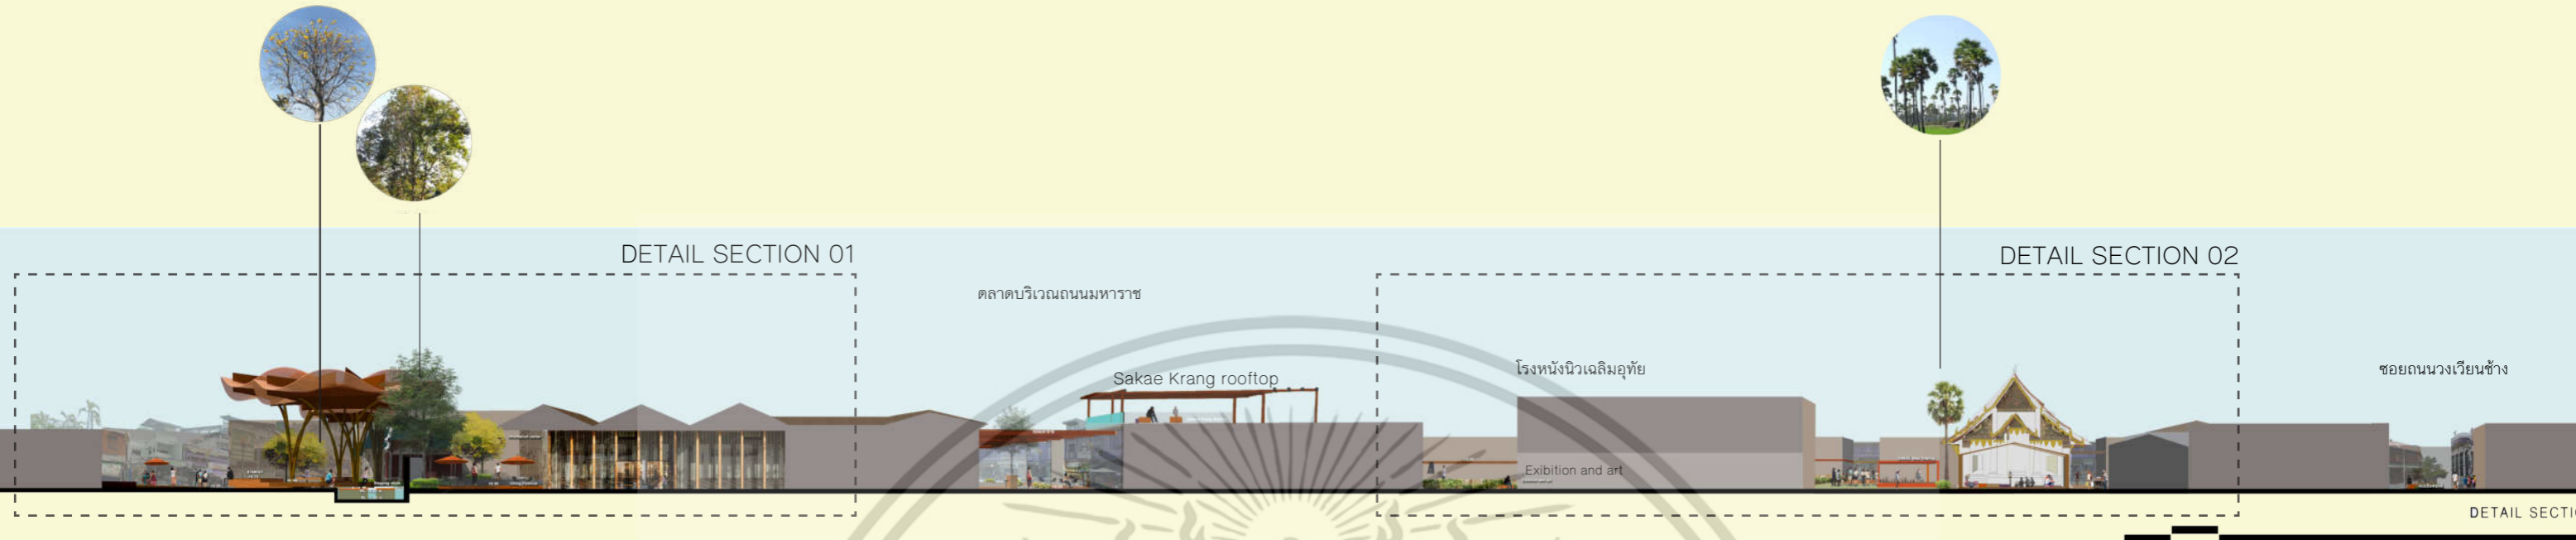 DETAIL SECTION 01
DETAIL SECTION 02
ตลาดบริเวณถนนมหาราช
Sakae Krang rooftop
โรงหนังนิวเฉลิมอุทัย
ซอยถนนวงเวียนช้าง
Exibition and art
DETAIL SECTI